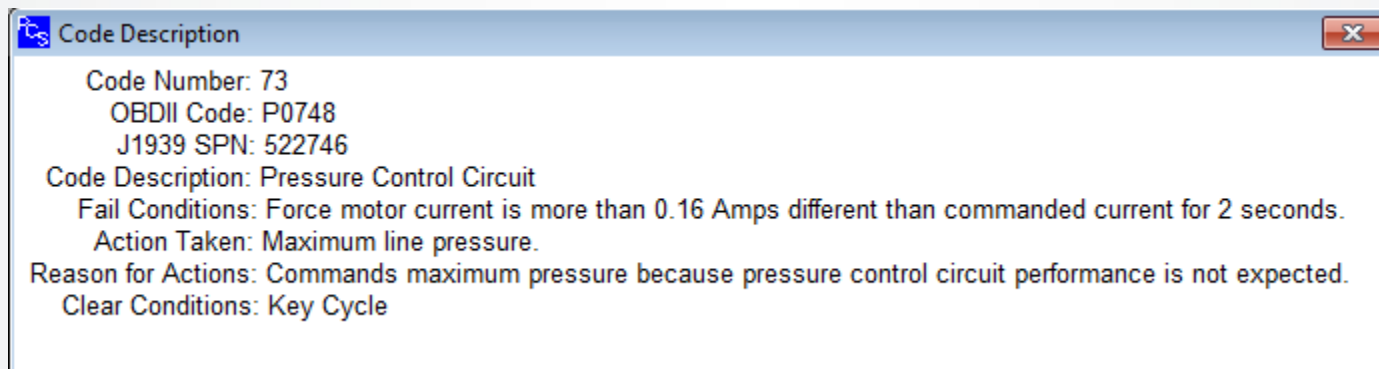 PCS Code Description
Code Number: 73
OBDII Code: P0748
J1939 SPN: 522746
Code Description: Pressure Control Circuit
Fail Conditions: Force motor current is more than 0.16 Amps different than commanded current for 2 seconds.
Action Taken: Maximum line pressure.
Reason for Actions: Commands maximum pressure because pressure control circuit performance is not expected.
Clear Conditions: Key Cycle